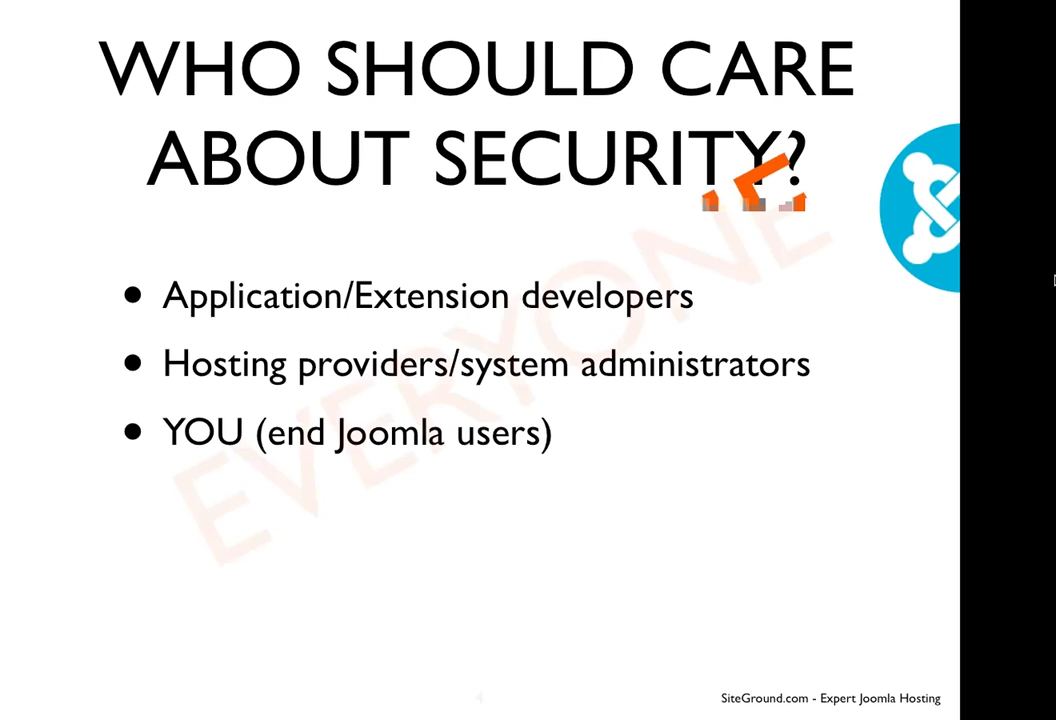 WHO SHOULD CARE
ABOUT SECURITY?
EVERYONE
• Application/Extension developers
• Hosting providers/system administrators
• YOU (end Joomla users)
4
SiteGround.com - Expert Joomla Hosting